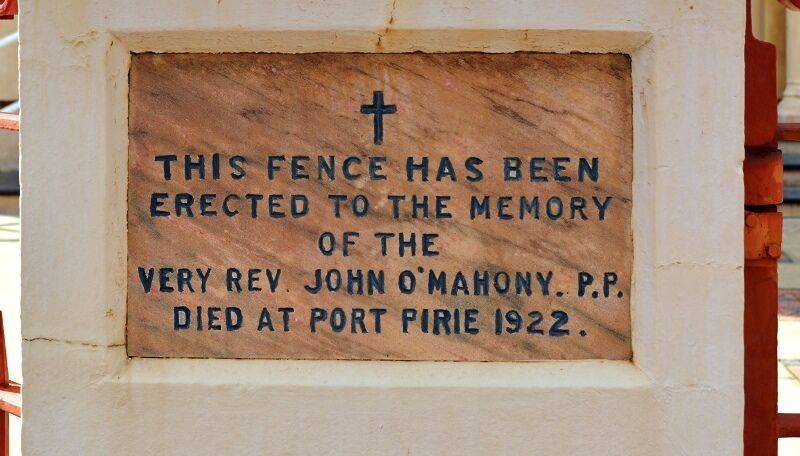 THIS FENCE HAS BEEN
ERECTED TO THE MEMORY
OF THE
VERY REV. JOHN O'MAHONY. P.P.
DIED AT PORT PIRIE 1922.